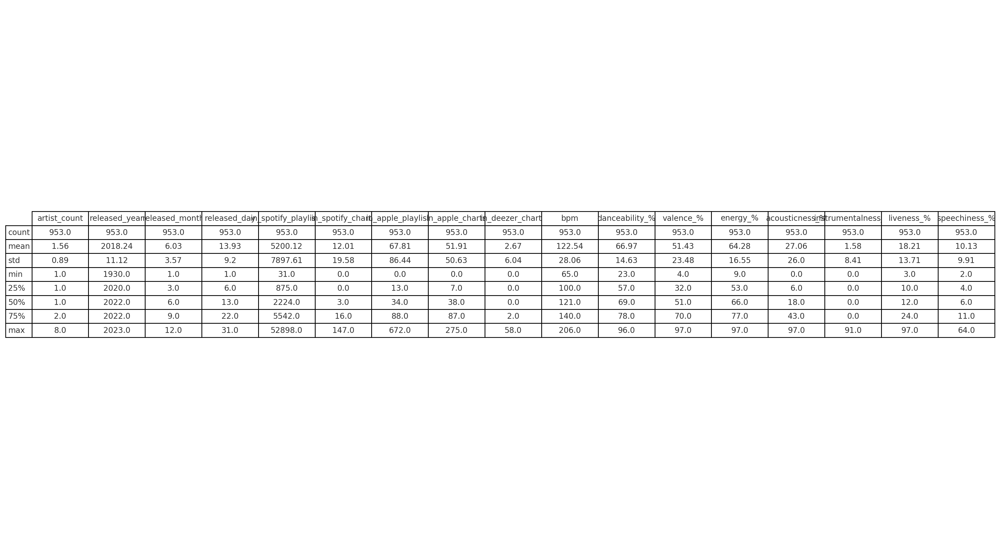 artist_count released_year released_month released_day in_spotify_playlis in_spotify_chart in_apple_playlist in_apple_charts in_deezer_chart bpm danceability_% valence_% energy_% acousticness_% instrumentalness_ liveness_% speechiness_%
count 953.0 953.0 953.0 953.0 953.0 953.0 953.0 953.0 953.0 953.0 953.0 953.0 953.0 953.0 953.0 953.0 953.0
mean 1.56 2018.24 6.03 13.93 5200.12 12.01 67.81 51.91 2.67 122.54 66.97 51.43 64.28 27.06 1.58 18.21 10.13
std 0.89 11.12 3.57 9.2 7897.61 19.58 86.44 50.63 6.04 28.06 14.63 23.48 16.55 26.0 8.41 13.71 9.91
min 1.0 1930.0 1.0 1.0 31.0 0.0 0.0 0.0 0.0 65.0 23.0 4.0 9.0 0.0 0.0 3.0 2.0
25% 1.0 2020.0 3.0 6.0 875.0 0.0 13.0 7.0 0.0 100.0 57.0 32.0 53.0 6.0 0.0 10.0 4.0
50% 1.0 2022.0 6.0 13.0 2224.0 3.0 34.0 38.0 0.0 121.0 69.0 51.0 66.0 18.0 0.0 12.0 6.0
75% 2.0 2022.0 9.0 22.0 5542.0 16.0 88.0 87.0 2.0 140.0 78.0 70.0 77.0 43.0 0.0 24.0 11.0
max 8.0 2023.0 12.0 31.0 52898.0 147.0 672.0 275.0 58.0 206.0 96.0 97.0 97.0 97.0 91.0 97.0 64.0